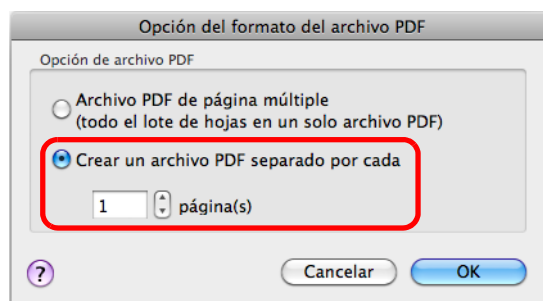 Opción del formato del archivo PDF
Opción de archivo PDF
Archivo PDF de página múltiple
(todo el lote de hojas en un solo archivo PDF)
Crear un archivo PDF separado por cada
1 página(s)
? Cancelar OK